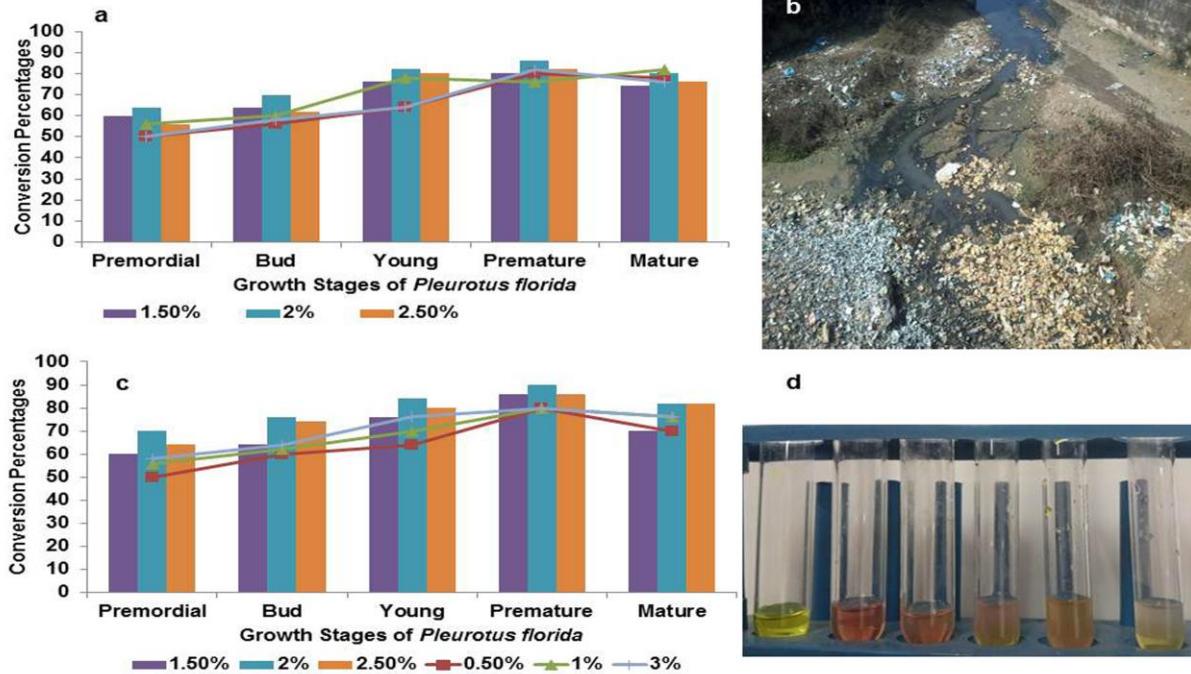 a
100
90
80
70
60
50
40
30
20
10
0
Conversion Percentages
Premordial Bud Young Premature Mature
Growth Stages of Pleurotus florida
1.50% 2% 2.50%
b
c
100
90
80
70
60
50
40
30
20
10
0
Conversion Percentages
Premordial Bud Young Premature Mature
Growth Stages of Pleurotus florida
1.50% 2% 2.50% 0.50% 1% 3%
d